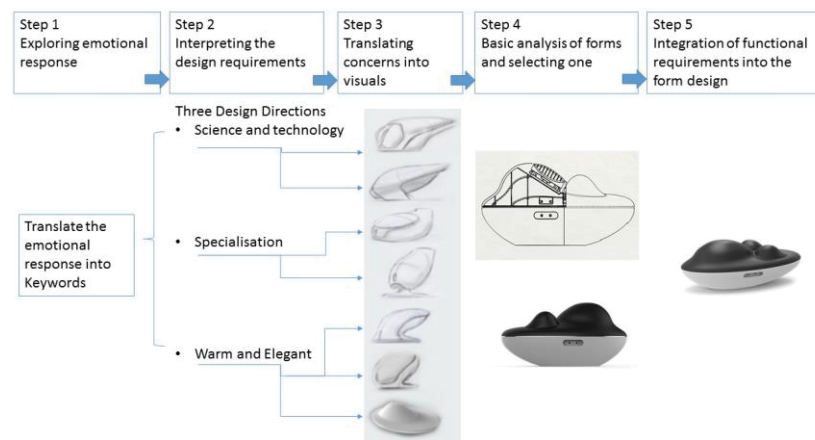 Step 1
Exploring emotional
response
Step 2
Interpreting the
design requirements
Step 3
Translating
concerns into
visuals
Step 4
Basic analysis of forms
and selecting one
Step 5
Integration of functional
requirements into the
form design
Three Design Directions
• Science and technology
Translate the
emotional
response into
Keywords
• Specialisation
• Warm and Elegant